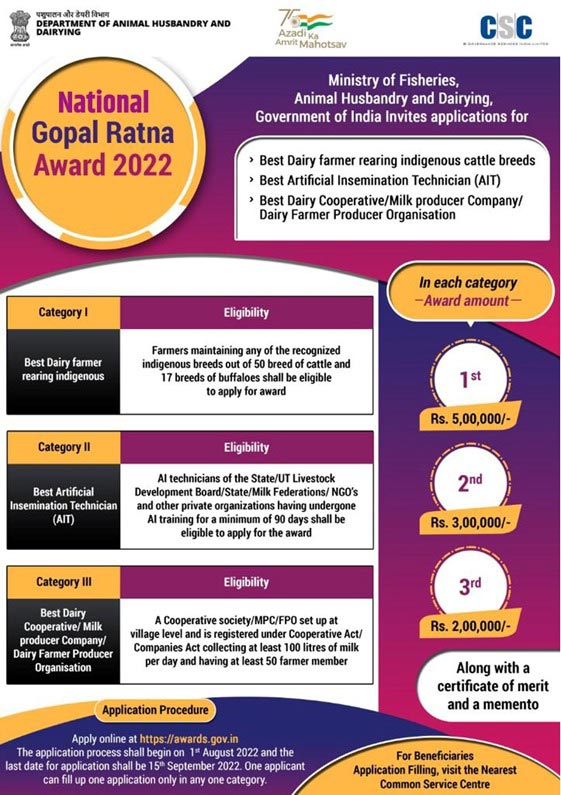 पशुपालन और डेयरी विभाग
DEPARTMENT OF ANIMAL HUSBANDRY AND
DAIRYING
75
Azadi Ka
Amrit Mahotsav
CSC
E-GOVERNANCE SERVICES INDIA LIMITED
National
Gopal Ratna
Award 2022
Ministry of Fisheries,
Animal Husbandry and Dairying,
Government of India Invites applications for
› Best Dairy farmer rearing indigenous cattle breeds
› Best Artificial Insemination Technician (AIT)
› Best Dairy Cooperative/Milk producer Company/
Dairy Farmer Producer Organisation
In each category
—Award amount—
Category I
Eligibility
Best Dairy farmer
rearing indigenous
Farmers maintaining any of the recognized
indigenous breeds out of 50 breed of cattle and
17 breeds of buffaloes shall be eligible
to apply for award
1st
Rs. 5,00,000/-
Category II
Eligibility
Best Artificial
Insemination Technician
(AIT)
AI technicians of the State/UT Livestock
Development Board/State/Milk Federations/ NGO's
and other private organizations having undergone
AI training for a minimum of 90 days shall be
eligible to apply for the award
2nd
Rs. 3,00,000/-
Category III
Eligibility
Best Dairy
Cooperative/ Milk
producer Company/
Dairy Farmer Producer
Organisation
A Cooperative society/MPC/FPO set up at
village level and is registered under Cooperative Act/
Companies Act collecting at least 100 litres of milk
per day and having at least 50 farmer member
3rd
Rs. 2,00,000/-
Along with a
certificate of merit
and a memento
Application Procedure
Apply online at https://awards.gov.in
The application process shall begin on 1st August 2022 and the
last date for application shall be 15th September 2022. One applicant
can fill up one application only in any one category.
For Beneficiaries
Application Filling, visit the Nearest
Common Service Centre